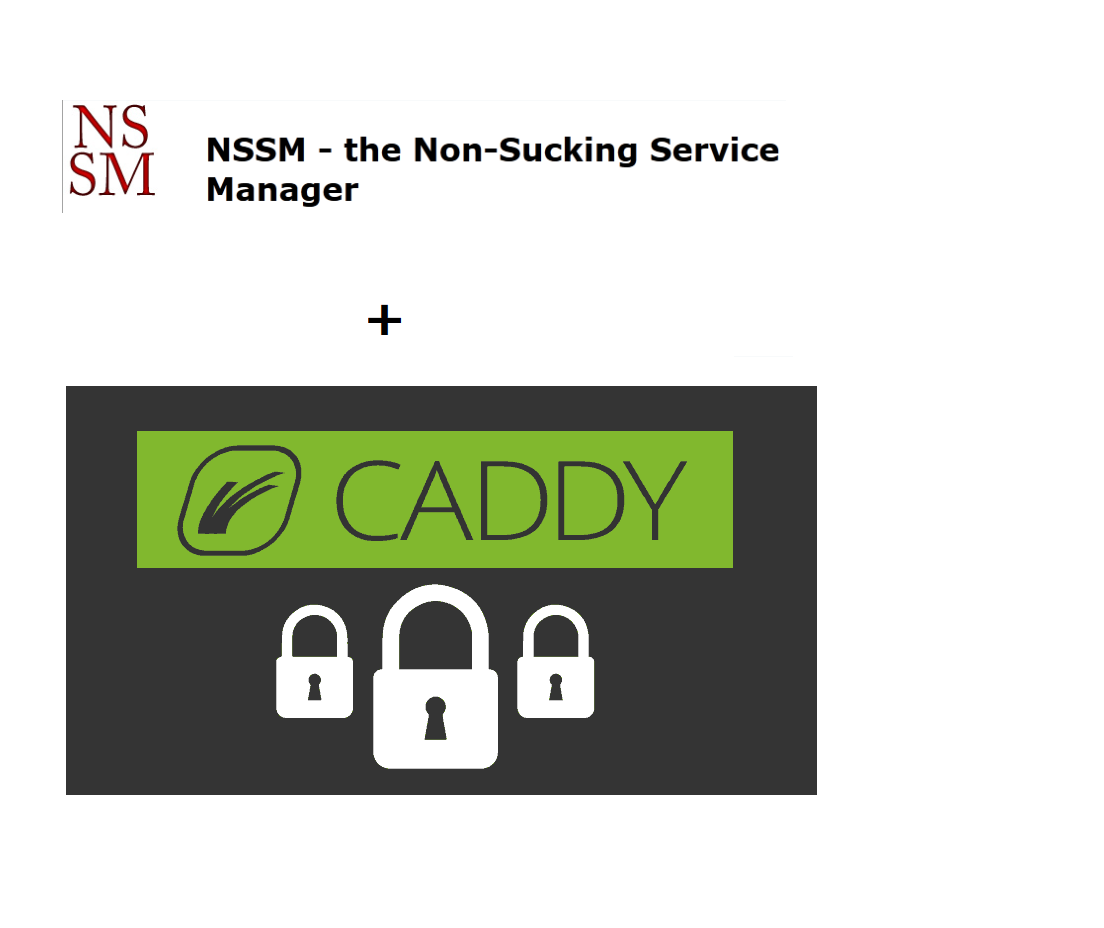 NS
SM
NSSM - the Non-Sucking Service
Manager
+
CADDY